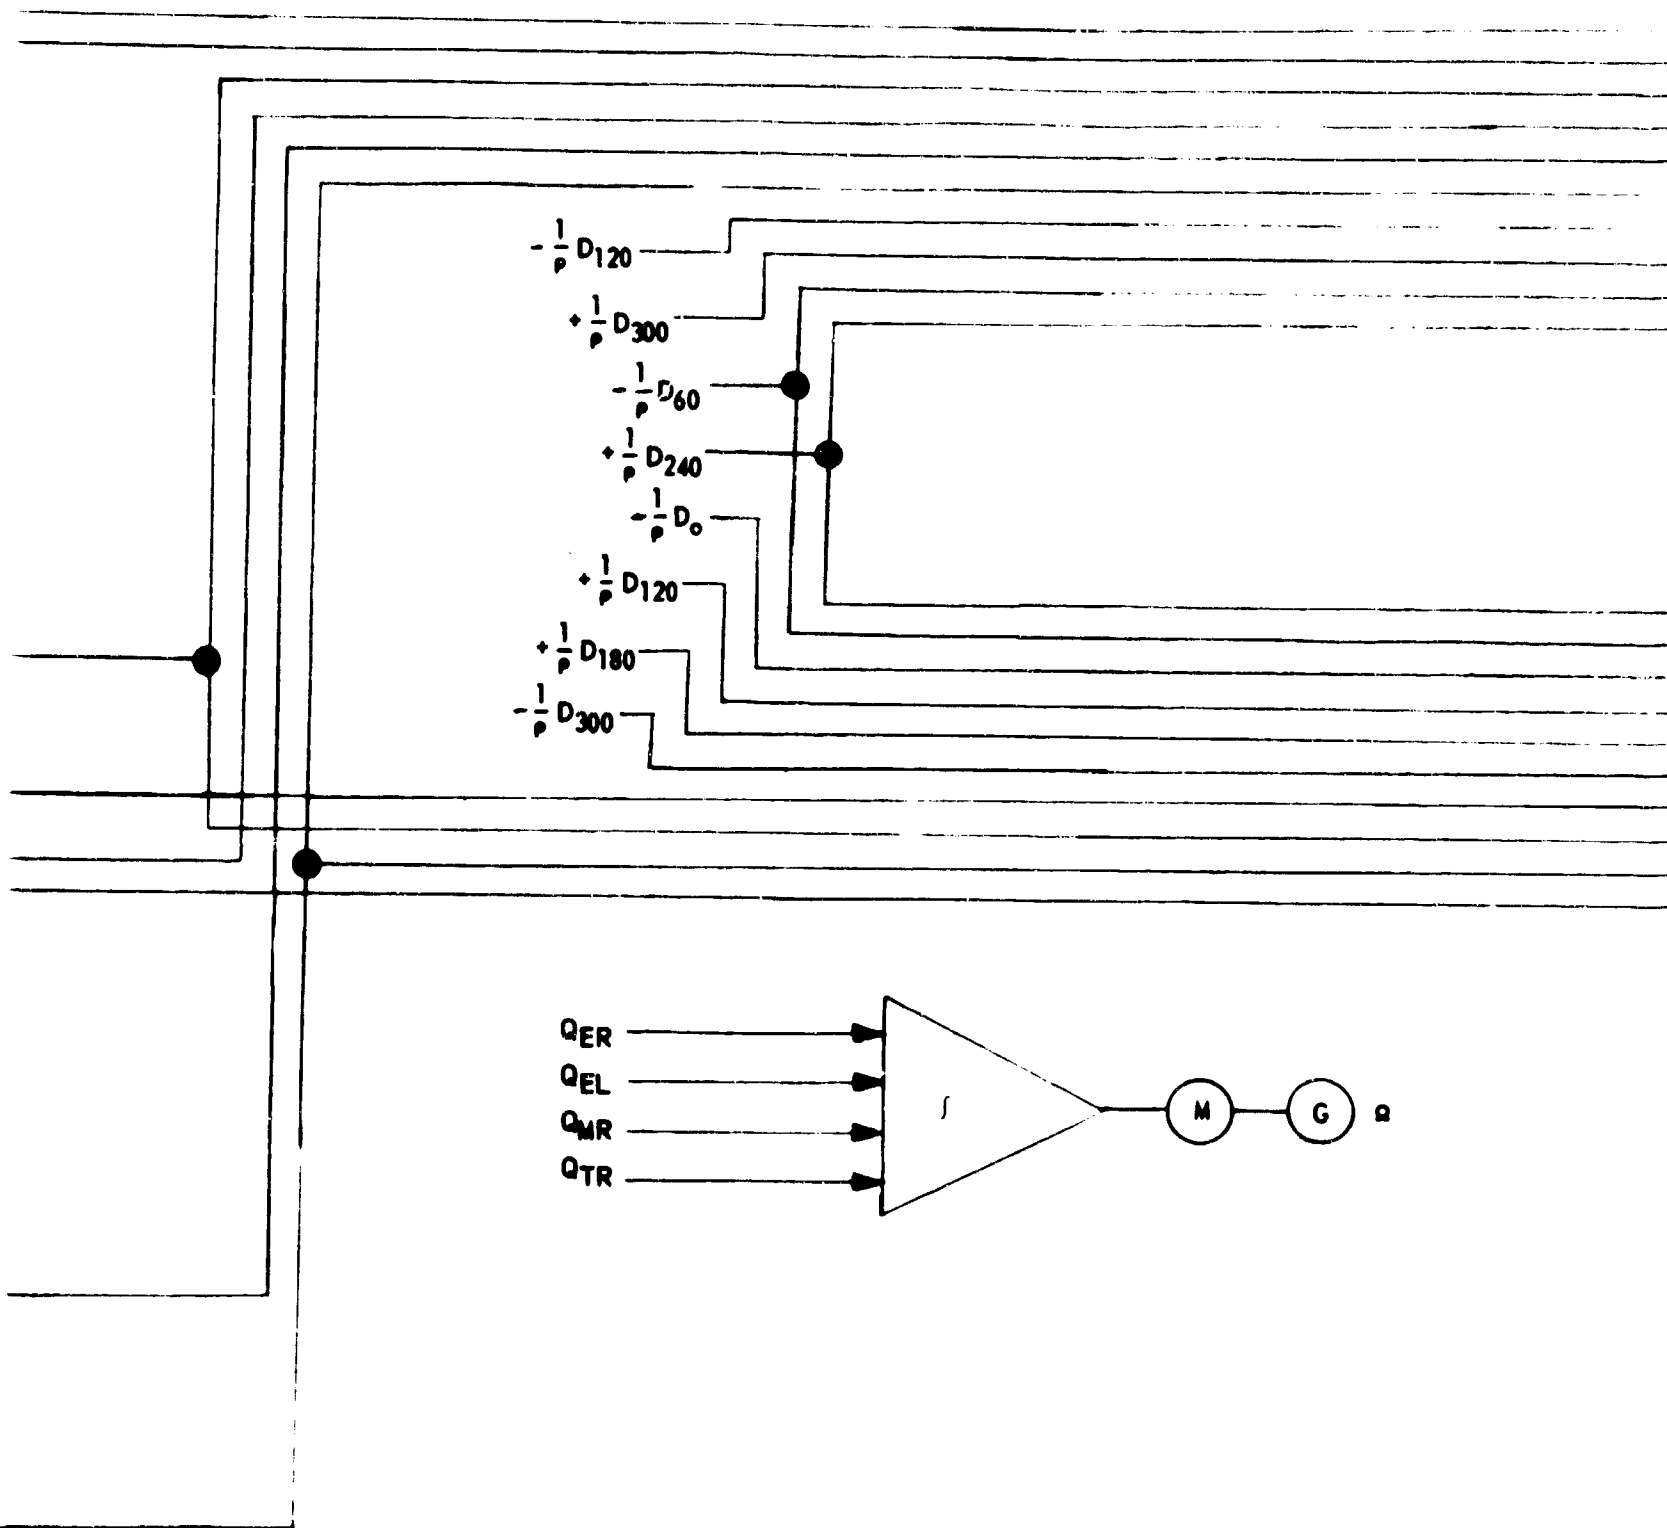 - 1/ρ D120
+ 1/ρ D300
- 1/ρ D60
+ 1/ρ D240
- 1/ρ Do
+ 1/ρ D120
+ 1/ρ D180
- 1/ρ D300
QER
QEL
QMR
QTR
∫ M G Ω